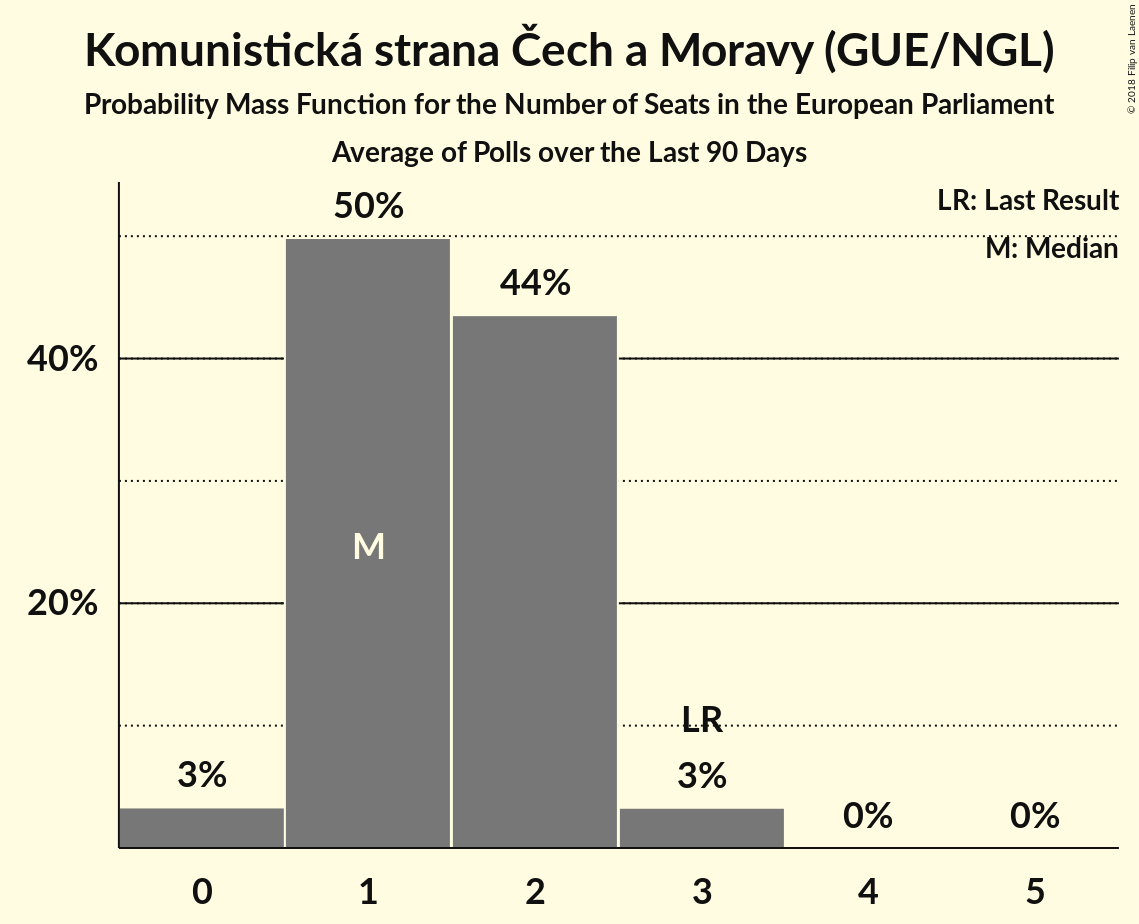 Komunistická strana Čech a Moravy (GUE/NGL)
Probability Mass Function for the Number of Seats in the European Parliament
Average of Polls over the Last 90 Days
© 2018 Filip van Laenen
LR: Last Result
M: Median
50%
44%
40%
M
20%
LR
3%
3%
0%
0%
0 1 2 3 4 5